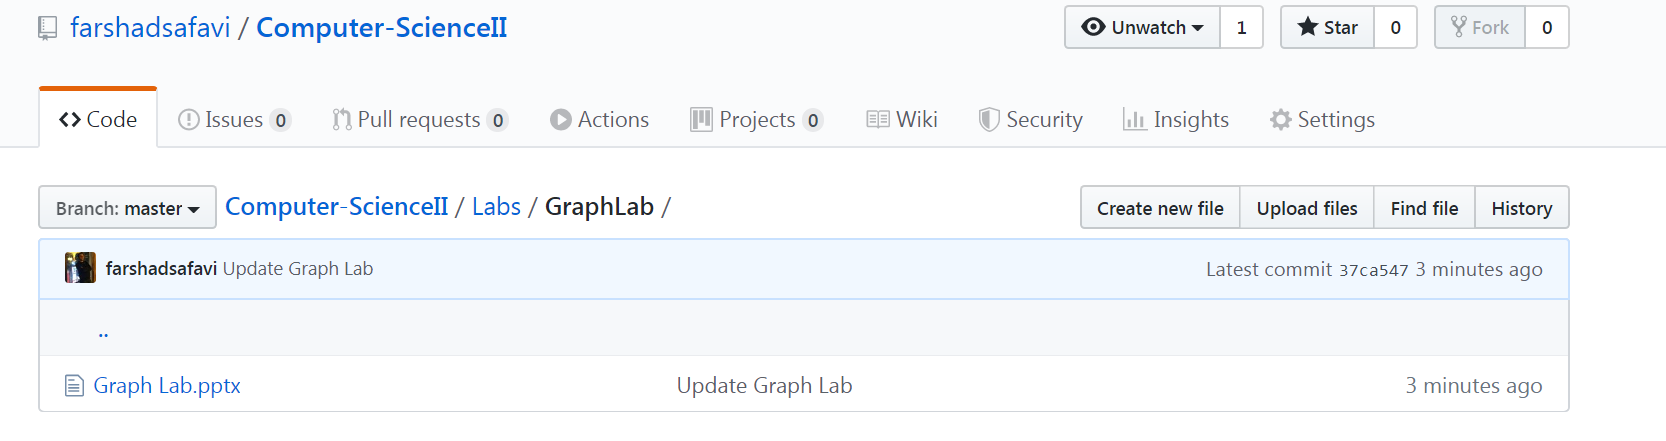 farshadsafavi / Computer-ScienceII Unwatch 1 Star 0 Fork 0
Code Issues 0 Pull requests 0 Actions Projects 0 Wiki Security Insights Settings
Branch: master Computer-ScienceII / Labs / GraphLab / Create new file Upload files Find file History
farshadsafavi Update Graph Lab Latest commit 37ca547 3 minutes ago
..
Graph Lab.pptx Update Graph Lab 3 minutes ago